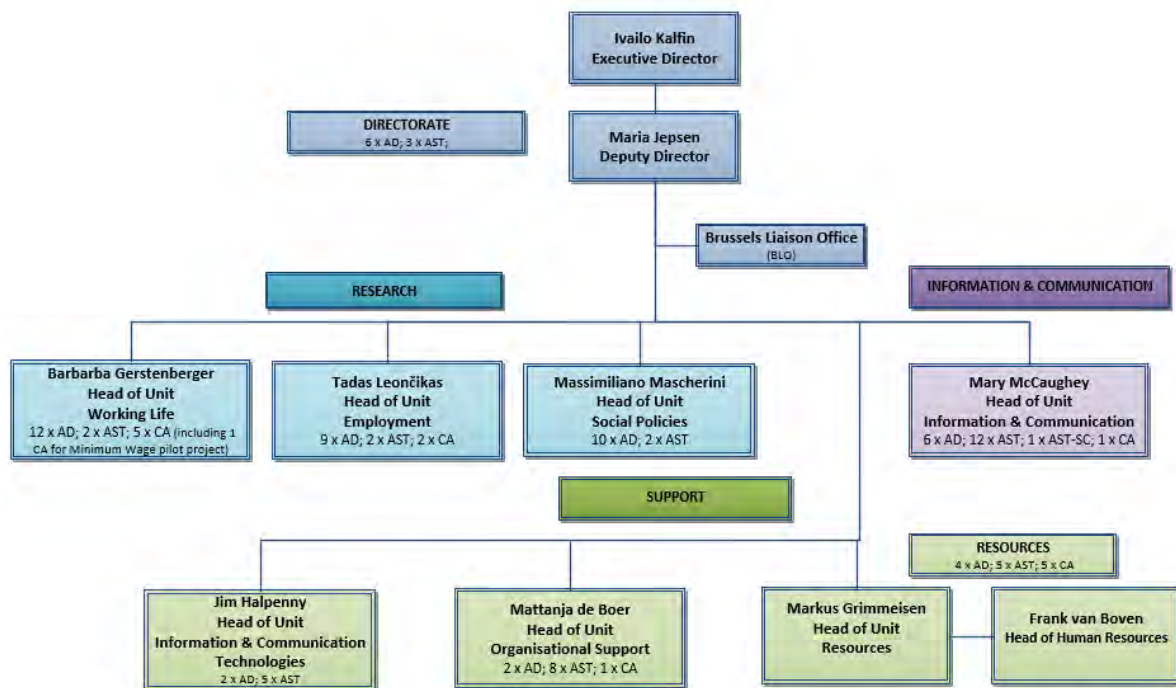 Ivailo Kalfin
Executive Director
DIRECTORATE
6 x AD; 3 x AST;
Maria Jepsen
Deputy Director
Brussels Liaison Office
(BLO)
RESEARCH
INFORMATION & COMMUNICATION
Barbarba Gerstenberger
Head of Unit
Working Life
12 x AD; 2 x AST; 5 x CA (including 1
CA for Minimum Wage pilot project)
Tadas Leončikas
Head of Unit
Employment
9 x AD; 2 x AST; 2 x CA
Massimiliano Mascherini
Head of Unit
Social Policies
10 x AD; 2 x AST
Mary McCaughey
Head of Unit
Information & Communication
6 x AD; 12 x AST; 1 x AST-SC; 1 x CA
SUPPORT
RESOURCES
4 x AD; 5 x AST; 5 x CA
Jim Halpenny
Head of Unit
Information & Communication
Technologies
2 x AD; 5 x AST
Mattanja de Boer
Head of Unit
Organisational Support
2 x AD; 8 x AST; 1 x CA
Markus Grimmeisen
Head of Unit
Resources
Frank van Boven
Head of Human Resources